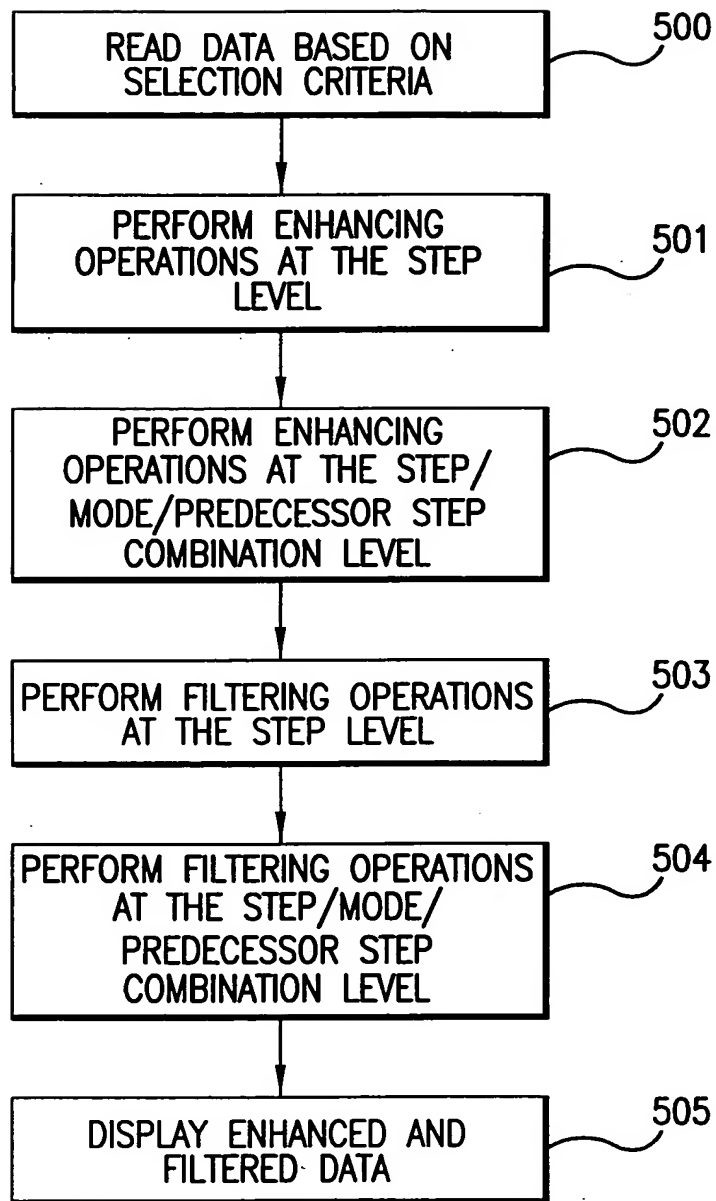 READ DATA BASED ON
SELECTION CRITERIA
500
PERFORM ENHANCING
OPERATIONS AT THE STEP
LEVEL
501
PERFORM ENHANCING
OPERATIONS AT THE STEP/
MODE/PREDECESSOR STEP
COMBINATION LEVEL
502
PERFORM FILTERING OPERATIONS
AT THE STEP LEVEL
503
PERFORM FILTERING OPERATIONS
AT THE STEP/MODE/
PREDECESSOR STEP
COMBINATION LEVEL
504
DISPLAY ENHANCED AND
FILTERED DATA
505